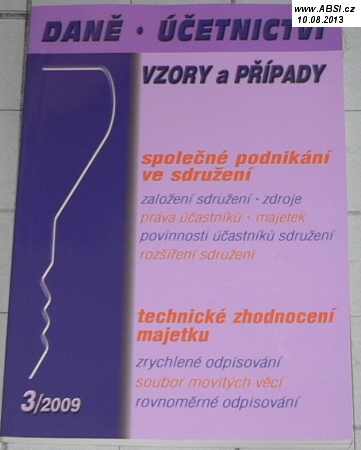 www.ABSI.cz
10.08.2013
DANĚ · ÚČETNICTVÍ
VZORY a PŘÍPADY
společné podnikání
ve sdružení
založení sdružení · zdroje
práva účastníků · majetek
povinnosti účastníků sdružení
rozšíření sdružení
technické zhodnocení
majetku
zrychlené odpisování
soubor movitých věcí
rovnoměrné odpisování
3/2009